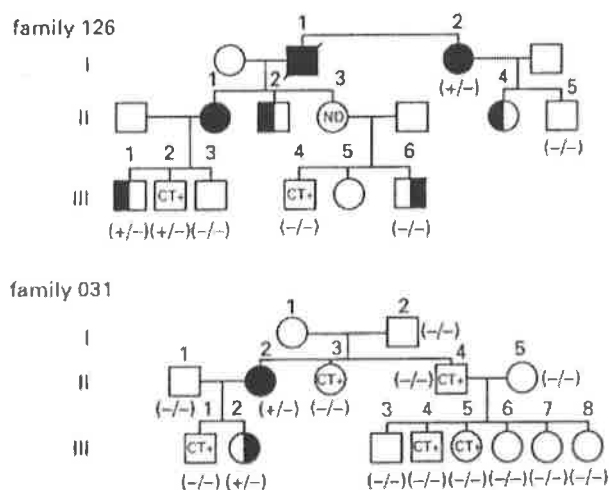 family 126
1 2
I
1 2 3 4 5
(+/−)
II
ND
(−/−)
1 2 3 4 5 6
III
CT+ CT+
(+/−) (+/−) (−/−) (−/−) (−/−)
family 031
1 2
I
(−/−)
1 2 3 4 5
II
CT+ (−/−) CT+ (−/−)
(−/−) (+/−) (−/−)
1 2 3 4 5 6 7 8
III
CT+ CT+ CT+
(−/−) (+/−) (−/−) (−/−) (−/−) (−/−) (−/−) (−/−)